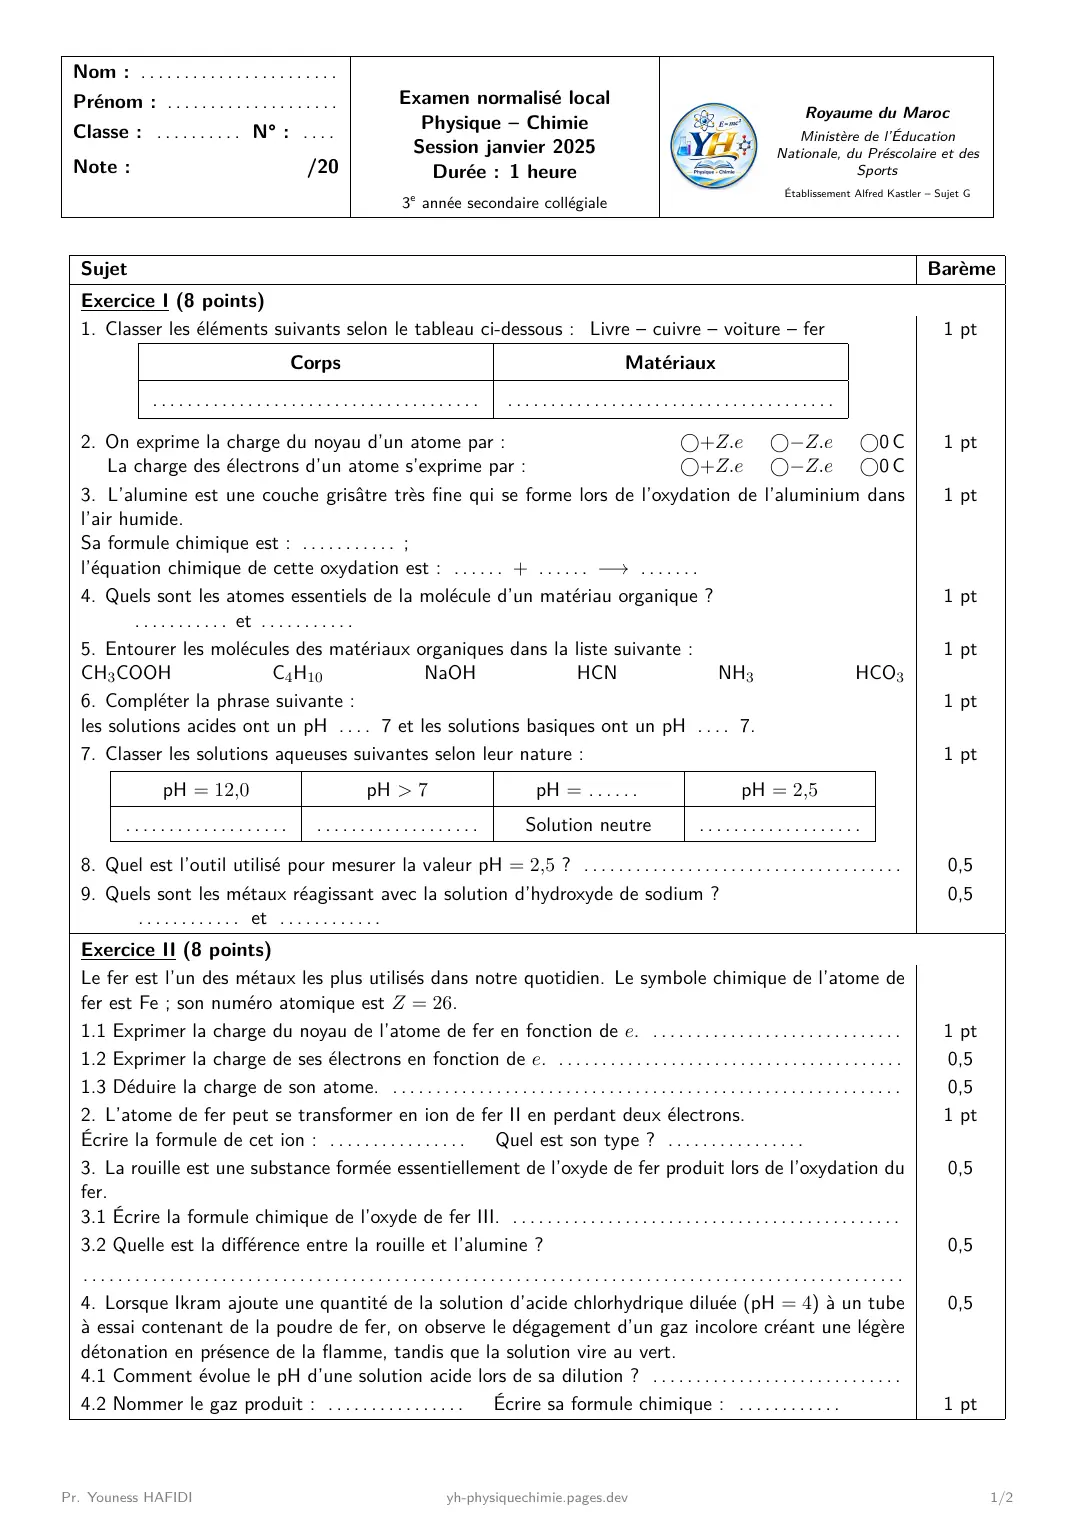 Nom : .......................
Prénom : ....................
Classe : .......... N° : ....
Note : /20
Examen normalisé local
Physique – Chimie
Session janvier 2025
Durée : 1 heure
3e année secondaire collégiale
E=mc²
YH
Physique - Chimie
Royaume du Maroc
Ministère de l'Éducation
Nationale, du Préscolaire et des
Sports
Établissement Alfred Kastler – Sujet G
Sujet Barème
Exercice I (8 points)
1. Classer les éléments suivants selon le tableau ci-dessous : Livre – cuivre – voiture – fer 1 pt
Corps Matériaux
...................................... ......................................
2. On exprime la charge du noyau d'un atome par : ◯+Z.e ◯−Z.e ◯0 C 1 pt
La charge des électrons d'un atome s'exprime par : ◯+Z.e ◯−Z.e ◯0 C
3. L'alumine est une couche grisâtre très fine qui se forme lors de l'oxydation de l'aluminium dans 1 pt
l'air humide.
Sa formule chimique est : ........... ;
l'équation chimique de cette oxydation est : ...... + ...... ⟶ .......
4. Quels sont les atomes essentiels de la molécule d'un matériau organique ? 1 pt
........... et ...........
5. Entourer les molécules des matériaux organiques dans la liste suivante : 1 pt
CH₃COOH C₄H₁₀ NaOH HCN NH₃ HCO₃
6. Compléter la phrase suivante : 1 pt
les solutions acides ont un pH .... 7 et les solutions basiques ont un pH .... 7.
7. Classer les solutions aqueuses suivantes selon leur nature : 1 pt
pH = 12,0 pH > 7 pH = ...... pH = 2,5
................... ................... Solution neutre ...................
8. Quel est l'outil utilisé pour mesurer la valeur pH = 2,5 ? ..................................... 0,5
9. Quels sont les métaux réagissant avec la solution d'hydroxyde de sodium ? 0,5
............ et ............
Exercice II (8 points)
Le fer est l'un des métaux les plus utilisés dans notre quotidien. Le symbole chimique de l'atome de
fer est Fe ; son numéro atomique est Z = 26.
1.1 Exprimer la charge du noyau de l'atome de fer en fonction de e. ............................. 1 pt
1.2 Exprimer la charge de ses électrons en fonction de e. ........................................ 0,5
1.3 Déduire la charge de son atome. ........................................................... 0,5
2. L'atome de fer peut se transformer en ion de fer II en perdant deux électrons. 1 pt
Écrire la formule de cet ion : ................ Quel est son type ? ................
3. La rouille est une substance formée essentiellement de l'oxyde de fer produit lors de l'oxydation du 0,5
fer.
3.1 Écrire la formule chimique de l'oxyde de fer III. .............................................
3.2 Quelle est la différence entre la rouille et l'alumine ? 0,5
...............................................................................................
4. Lorsque Ikram ajoute une quantité de la solution d'acide chlorhydrique diluée (pH = 4) à un tube 0,5
à essai contenant de la poudre de fer, on observe le dégagement d'un gaz incolore créant une légère
détonation en présence de la flamme, tandis que la solution vire au vert.
4.1 Comment évolue le pH d'une solution acide lors de sa dilution ? .............................
4.2 Nommer le gaz produit : ................ Écrire sa formule chimique : ............ 1 pt
Pr. Youness HAFIDI yh-physiquechimie.pages.dev 1/2